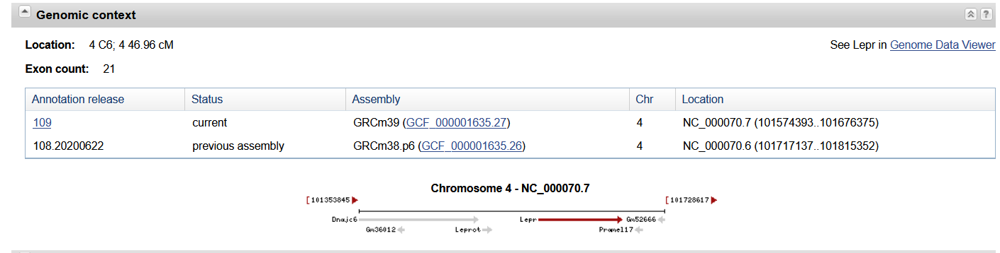 Genomic context
Location: 4 C6; 4 46.96 cM See Lepr in Genome Data Viewer
Exon count: 21
Annotation release Status Assembly Chr Location
109 current GRCm39 (GCF_000001635.27) 4 NC_000070.7 (101574393..101676375)
108.20200622 previous assembly GRCm38.p6 (GCF_000001635.26) 4 NC_000070.6 (101717137..101815352)
Chromosome 4 - NC_000070.7
[101353845 [101728617
Dnajc6 Lepr Gm52666
Gm36012 Leprot Pramel17